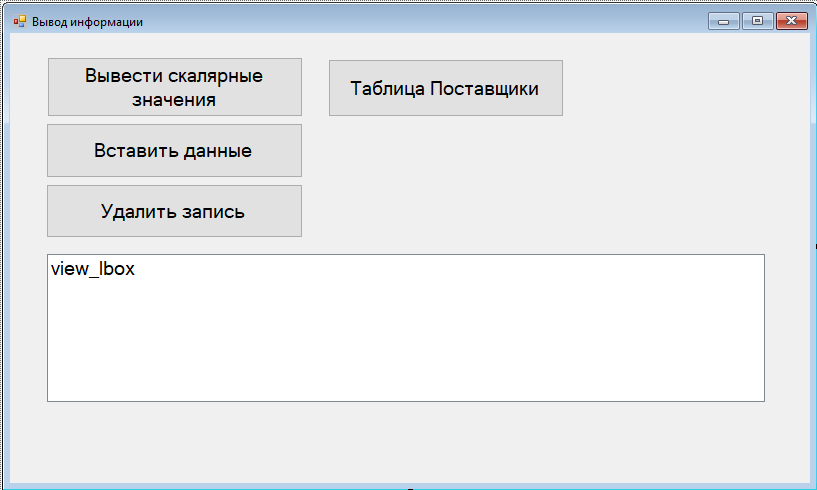 Вывод информации
Вывести скалярные
значения
Таблица Поставщики
Вставить данные
Удалить запись
view_lbox